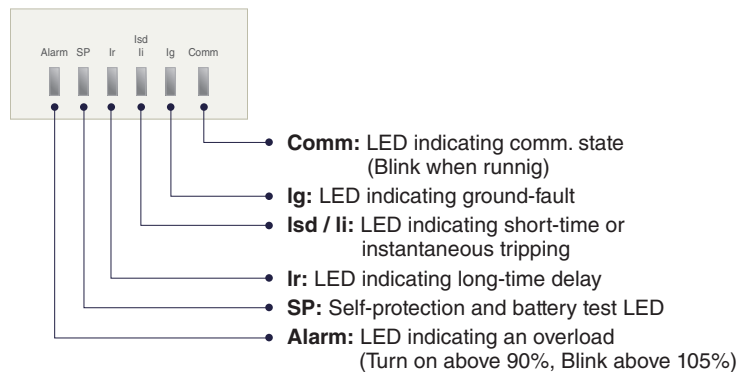 Isd
Alarm SP Ir Ii Ig Comm
Comm: LED indicating comm. state
(Blink when runnig)
Ig: LED indicating ground-fault
Isd / Ii: LED indicating short-time or
instantaneous tripping
Ir: LED indicating long-time delay
SP: Self-protection and battery test LED
Alarm: LED indicating an overload
(Turn on above 90%, Blink above 105%)